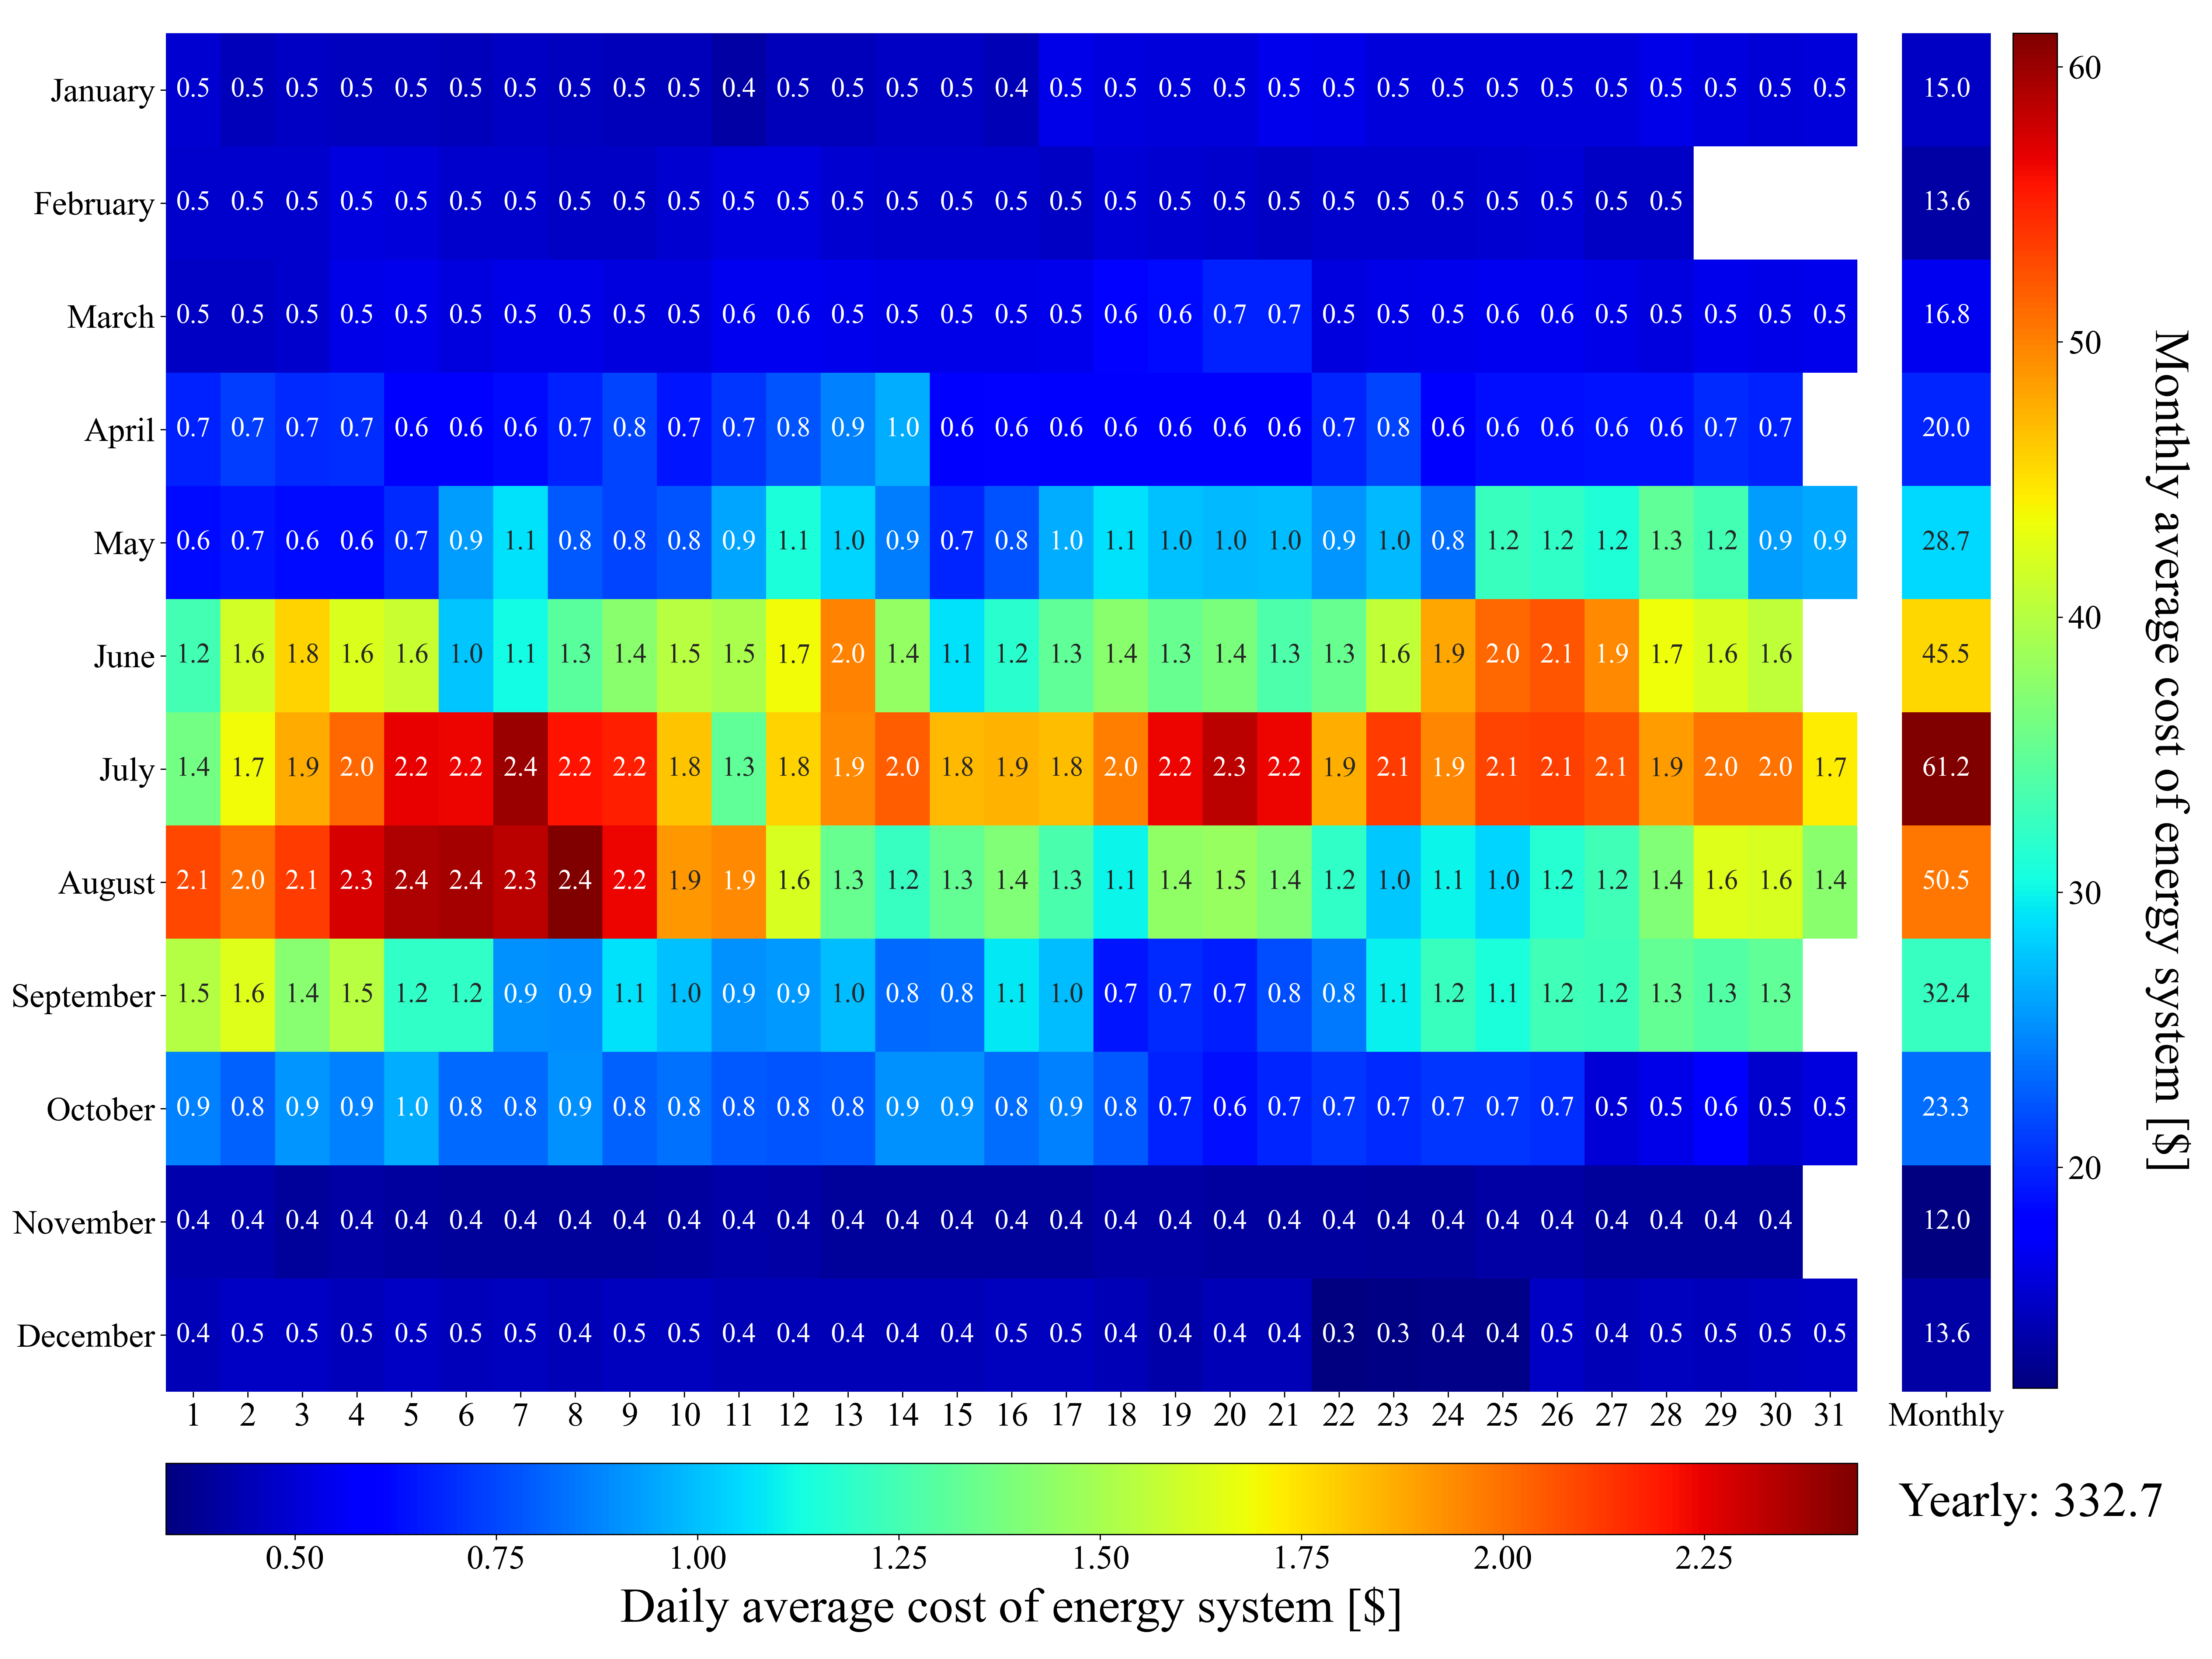 January 0.5 0.5 0.5 0.5 0.5 0.5 0.5 0.5 0.5 0.5 0.4 0.5 0.5 0.5 0.5 0.4 0.5 0.5 0.5 0.5 0.5 0.5 0.5 0.5 0.5 0.5 0.5 0.5 0.5 0.5 0.5 15.0
February 0.5 0.5 0.5 0.5 0.5 0.5 0.5 0.5 0.5 0.5 0.5 0.5 0.5 0.5 0.5 0.5 0.5 0.5 0.5 0.5 0.5 0.5 0.5 0.5 0.5 0.5 0.5 0.5 13.6
March 0.5 0.5 0.5 0.5 0.5 0.5 0.5 0.5 0.5 0.5 0.6 0.6 0.5 0.5 0.5 0.5 0.5 0.6 0.6 0.7 0.7 0.5 0.5 0.5 0.6 0.6 0.5 0.5 0.5 0.5 0.5 16.8
April 0.7 0.7 0.7 0.7 0.6 0.6 0.6 0.7 0.8 0.7 0.7 0.8 0.9 1.0 0.6 0.6 0.6 0.6 0.6 0.6 0.6 0.7 0.8 0.6 0.6 0.6 0.6 0.6 0.7 0.7 20.0
May 0.6 0.7 0.6 0.6 0.7 0.9 1.1 0.8 0.8 0.8 0.9 1.1 1.0 0.9 0.7 0.8 1.0 1.1 1.0 1.0 1.0 0.9 1.0 0.8 1.2 1.2 1.2 1.3 1.2 0.9 0.9 28.7
June 1.2 1.6 1.8 1.6 1.6 1.0 1.1 1.3 1.4 1.5 1.5 1.7 2.0 1.4 1.1 1.2 1.3 1.4 1.3 1.4 1.3 1.3 1.6 1.9 2.0 2.1 1.9 1.7 1.6 1.6 45.5
July 1.4 1.7 1.9 2.0 2.2 2.2 2.4 2.2 2.2 1.8 1.3 1.8 1.9 2.0 1.8 1.9 1.8 2.0 2.2 2.3 2.2 1.9 2.1 1.9 2.1 2.1 2.1 1.9 2.0 2.0 1.7 61.2
August 2.1 2.0 2.1 2.3 2.4 2.4 2.3 2.4 2.2 1.9 1.9 1.6 1.3 1.2 1.3 1.4 1.3 1.1 1.4 1.5 1.4 1.2 1.0 1.1 1.0 1.2 1.2 1.4 1.6 1.6 1.4 50.5
September 1.5 1.6 1.4 1.5 1.2 1.2 0.9 0.9 1.1 1.0 0.9 0.9 1.0 0.8 0.8 1.1 1.0 0.7 0.7 0.7 0.8 0.8 1.1 1.2 1.1 1.2 1.2 1.3 1.3 1.3 32.4
October 0.9 0.8 0.9 0.9 1.0 0.8 0.8 0.9 0.8 0.8 0.8 0.8 0.8 0.9 0.9 0.8 0.9 0.8 0.7 0.6 0.7 0.7 0.7 0.7 0.7 0.7 0.5 0.5 0.6 0.5 0.5 23.3
November 0.4 0.4 0.4 0.4 0.4 0.4 0.4 0.4 0.4 0.4 0.4 0.4 0.4 0.4 0.4 0.4 0.4 0.4 0.4 0.4 0.4 0.4 0.4 0.4 0.4 0.4 0.4 0.4 0.4 0.4 12.0
December 0.4 0.5 0.5 0.5 0.5 0.5 0.5 0.4 0.5 0.5 0.4 0.4 0.4 0.4 0.4 0.5 0.5 0.4 0.4 0.4 0.4 0.3 0.3 0.4 0.4 0.5 0.4 0.5 0.5 0.5 0.5 13.6
1 2 3 4 5 6 7 8 9 10 11 12 13 14 15 16 17 18 19 20 21 22 23 24 25 26 27 28 29 30 31 Monthly
60
50
40
30
20
Monthly average cost of energy system [$]
0.50 0.75 1.00 1.25 1.50 1.75 2.00 2.25
Daily average cost of energy system [$]
Yearly: 332.7